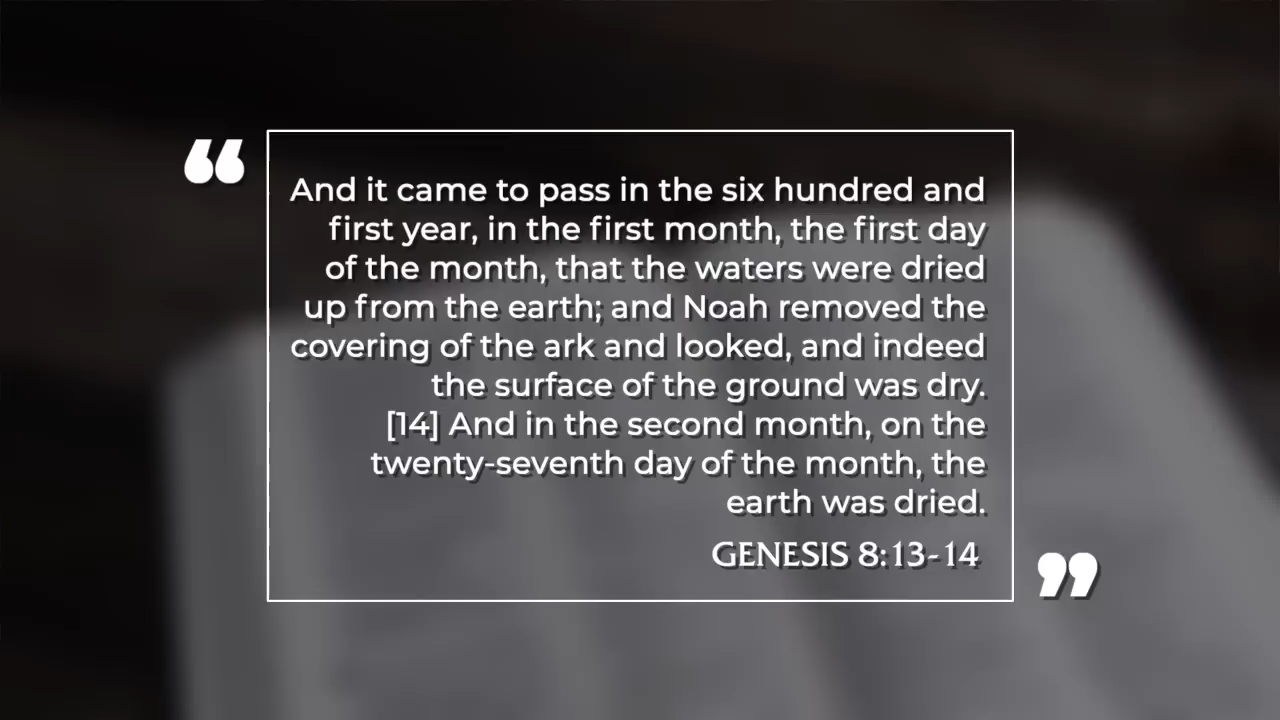 “
And it came to pass in the six hundred and
first year, in the first month, the first day
of the month, that the waters were dried
up from the earth; and Noah removed the
covering of the ark and looked, and indeed
the surface of the ground was dry.
[14] And in the second month, on the
twenty-seventh day of the month, the
earth was dried.
GENESIS 8:13-14
”